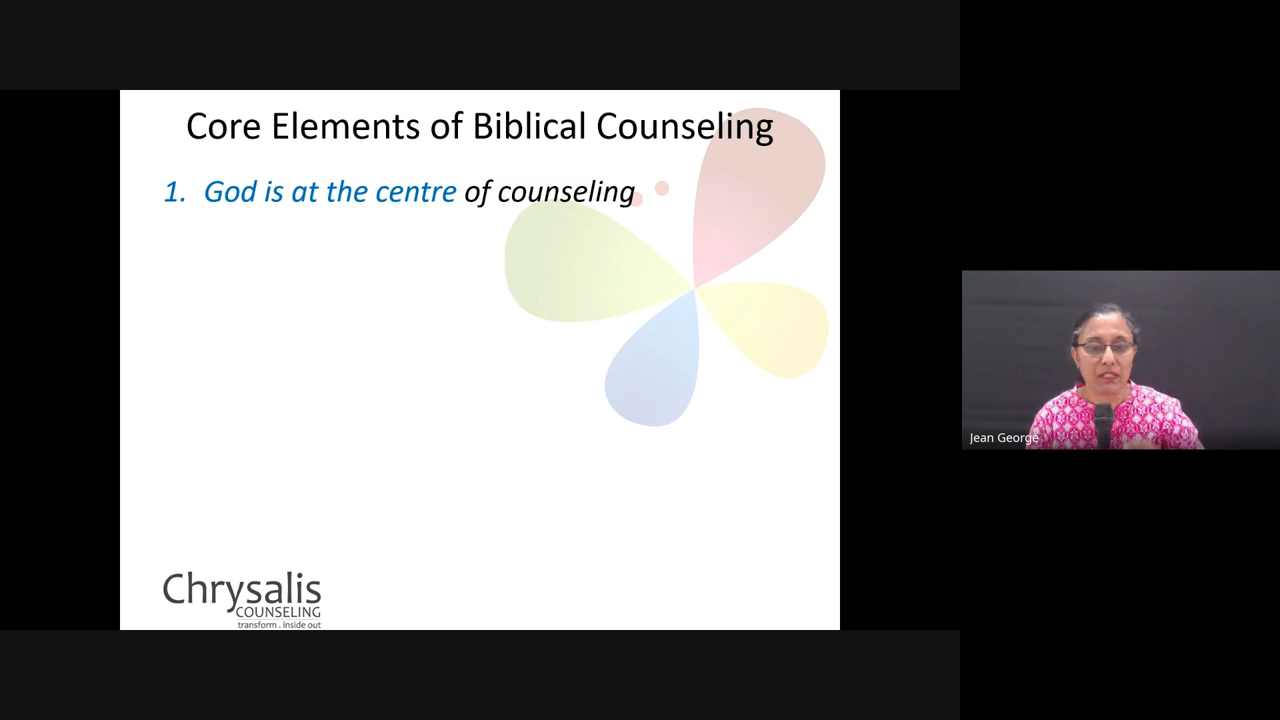 Core Elements of Biblical Counseling
1. God is at the centre of counseling
Jean George
Chrysalis
COUNSELING
transform . inside out